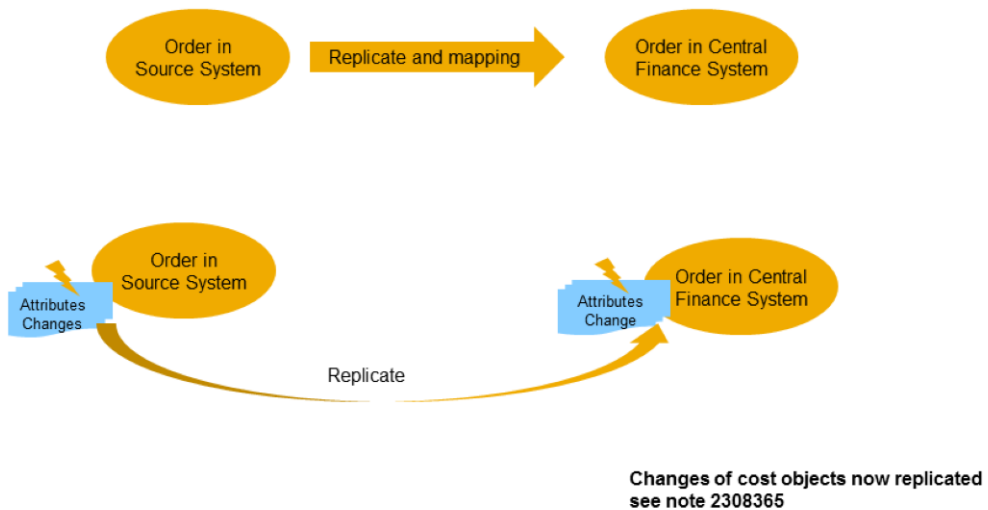 Order in
Source System
Replicate and mapping
Order in Central
Finance System
Order in
Source System
Attributes
Changes
Order in Central
Finance System
Attributes
Change
Replicate
Changes of cost objects now replicated
see note 2308365